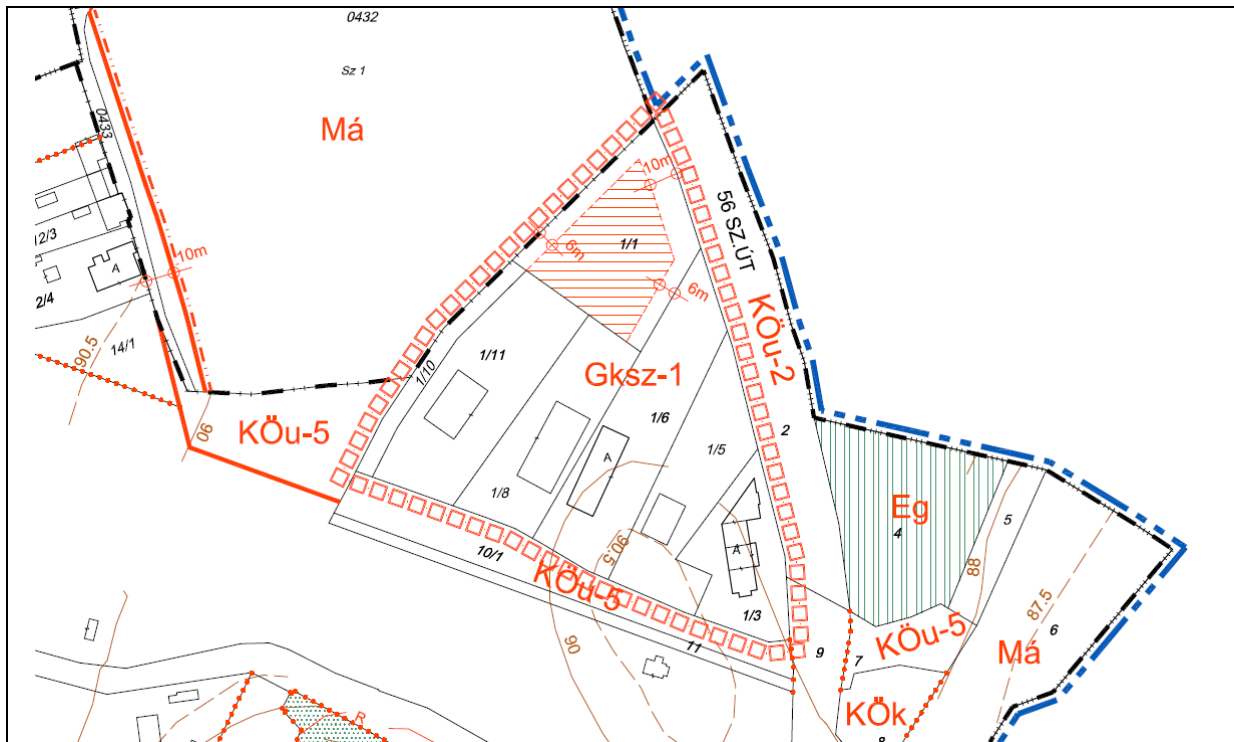 0432
Sz 1
Má
0433
12/3
A
10m
2/4
14/1
90.5
90
KÖu-5
10m
56 SZ.ÚT
6m
1/1
6m
KÖu-2
1/11
1/10
Gksz-1
1/6
1/5
2
A
1/8
Eg
4
5
90.5
A
88
10/1
KÖu-5
87.5
90
1/3
11
9
7
KÖu-5
6
Má
KÖk
8
R